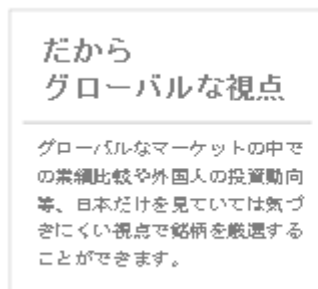 だから
グローバルな視点
グローバルなマーケットの中で
の業績比較や外国人の投資動向
等、日本だけを見ていては気づ
きにくい視点で銘柄を厳選する
ことができます。